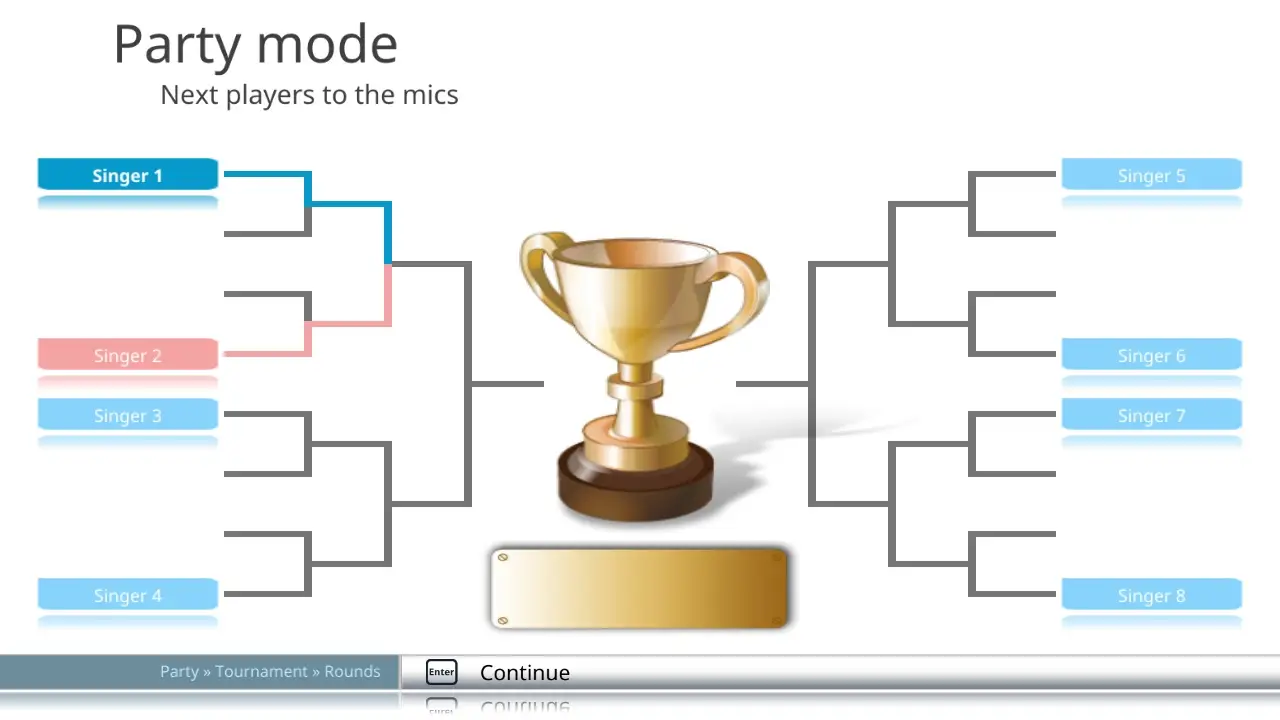 Party mode
Next players to the mics
Singer 1
Singer 5
Singer 2
Singer 6
Singer 3
Singer 7
Singer 4
Singer 8
Party » Tournament » Rounds
Enter
Continue